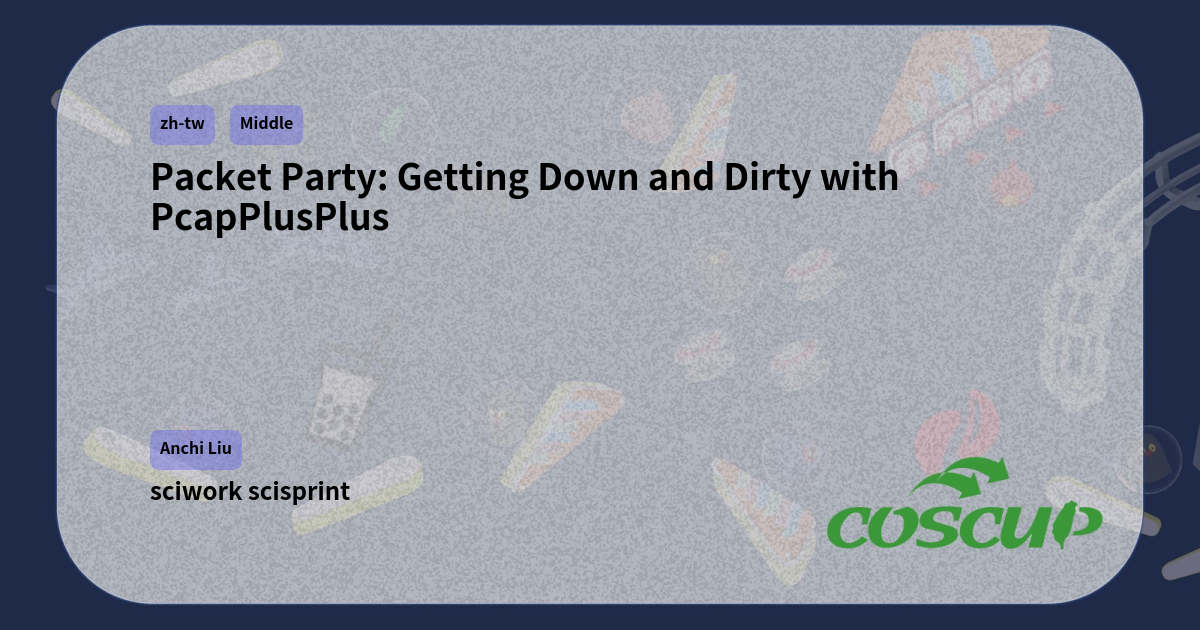 zh-tw Middle
Packet Party: Getting Down and Dirty with
PcapPlusPlus
Anchi Liu
sciwork scisprint
COSCUP